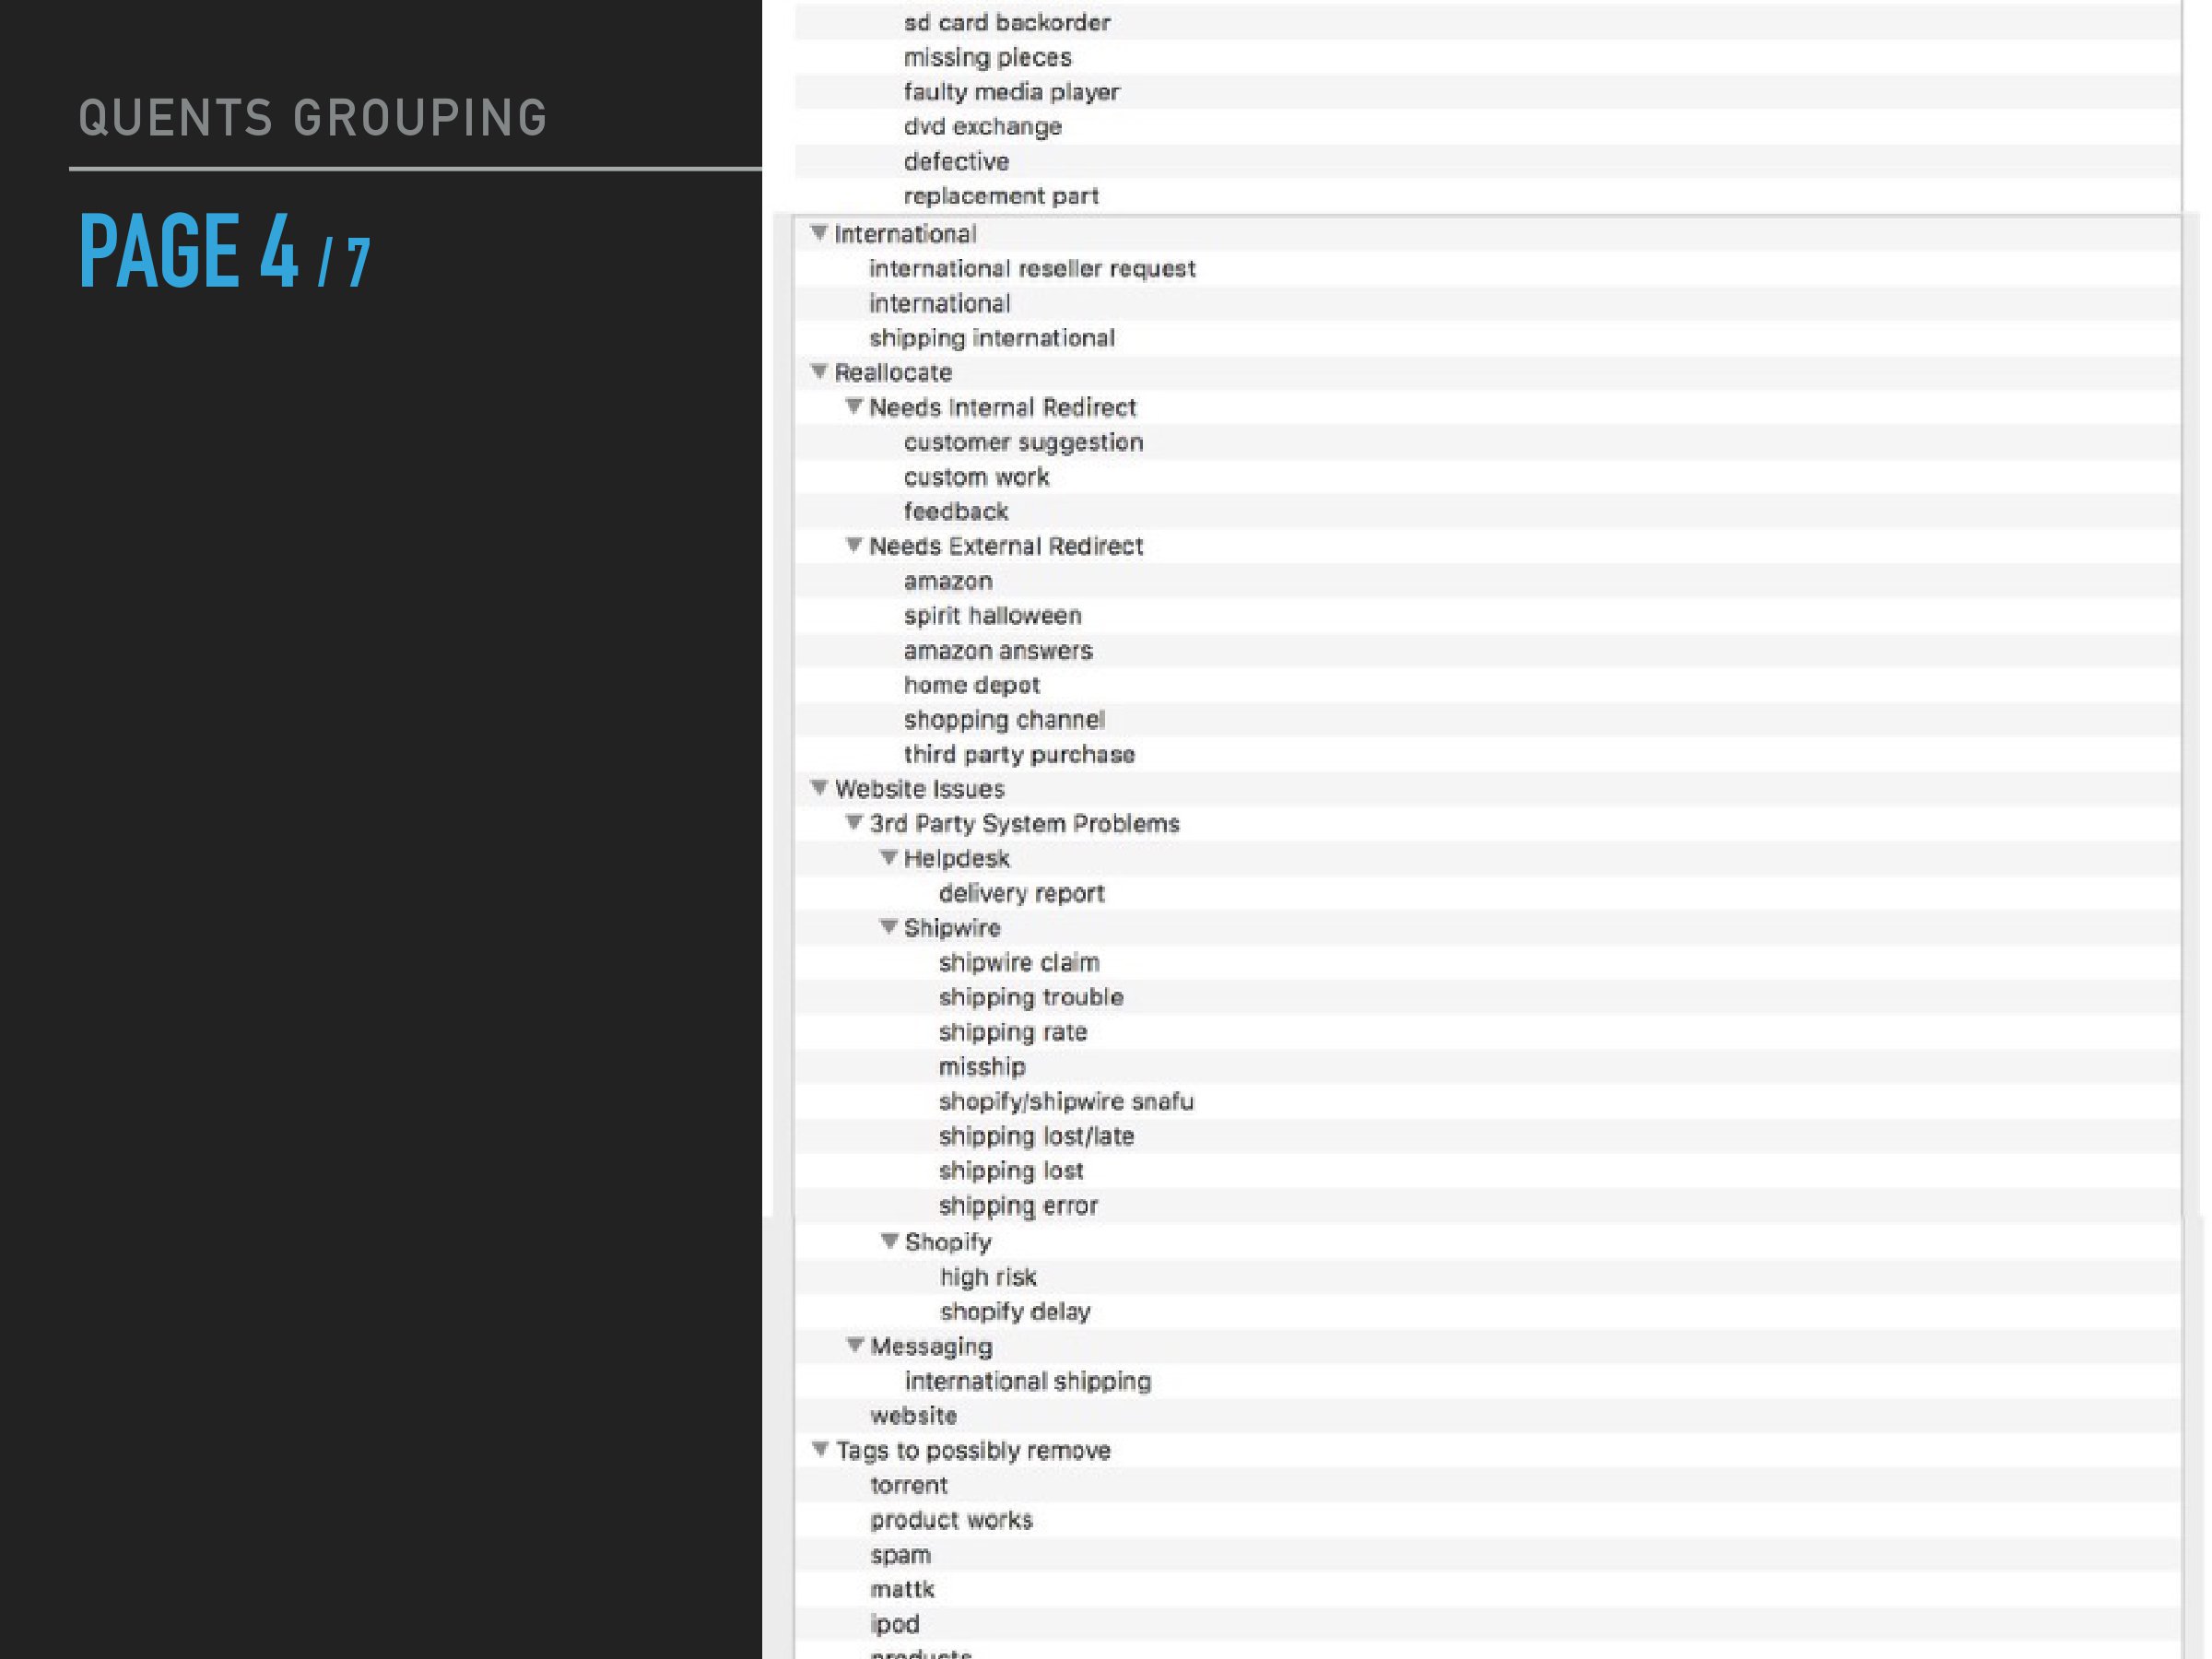 QUENTS GROUPING
PAGE 4 / 7
sd card backorder
missing pieces
faulty media player
dvd exchange
defective
replacement part
International
international reseller request
international
shipping international
Reallocate
Needs Internal Redirect
customer suggestion
custom work
feedback
Needs External Redirect
amazon
spirit halloween
amazon answers
home depot
shopping channel
third party purchase
Website Issues
3rd Party System Problems
Helpdesk
delivery report
Shipwire
shipwire claim
shipping trouble
shipping rate
misship
shopify/shipwire snafu
shipping lost/late
shipping lost
shipping error
Shopify
high risk
shopify delay
Messaging
international shipping
website
Tags to possibly remove
torrent
product works
spam
mattk
ipod
products